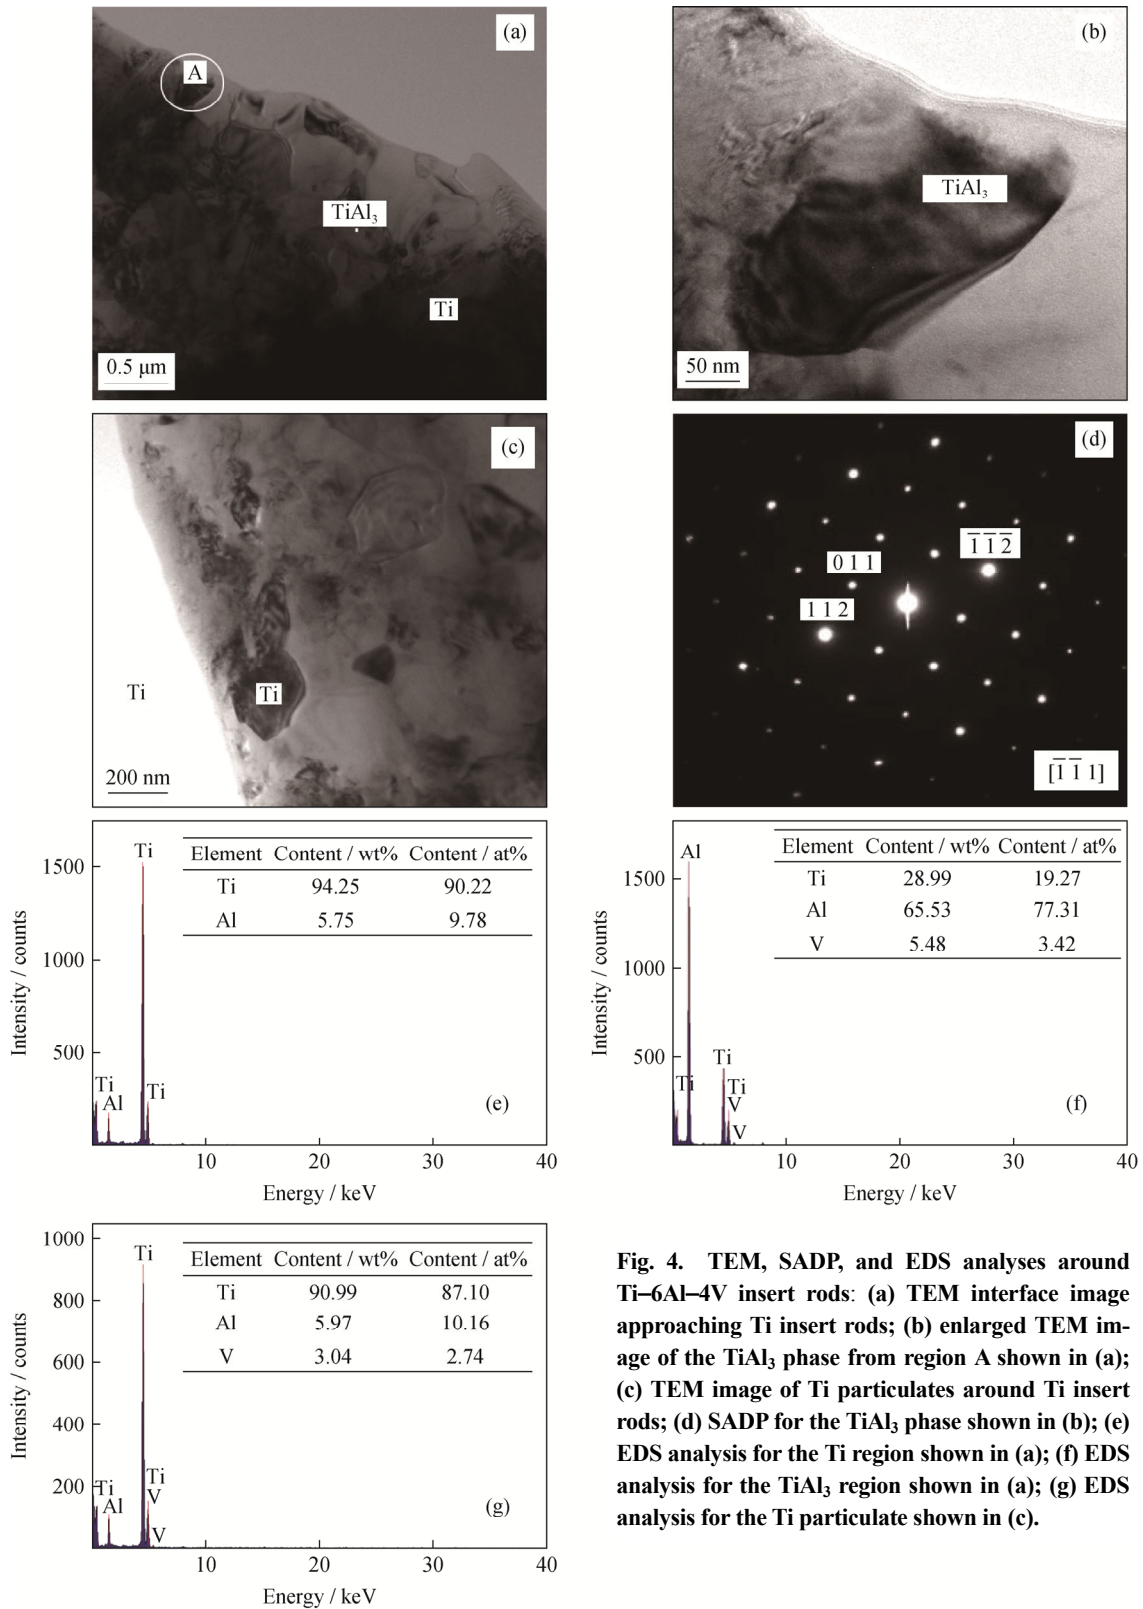 (a)
A
TiAl₃
Ti
0.5 μm
(b)
TiAl₃
50 nm
(c)
Ti
Ti
200 nm
(d)
1̅ 1̅ 2̅
0 1 1
1 1 2
[1̅ 1̅ 1]
Element Content / wt% Content / at%
Ti 94.25 90.22
Al 5.75 9.78
Ti
1500
1000
500
Ti
Al
Ti
(e)
10 20 30 40
Energy / keV
Intensity / counts
Element Content / wt% Content / at%
Ti 28.99 19.27
Al 65.53 77.31
V 5.48 3.42
Al
1500
1000
500
Ti
Ti
Ti
V
V
(f)
10 20 30 40
Energy / keV
Intensity / counts
Element Content / wt% Content / at%
Ti 90.99 87.10
Al 5.97 10.16
V 3.04 2.74
1000
Ti
800
600
400
200
Ti
Al
Ti
V
V
(g)
10 20 30 40
Energy / keV
Intensity / counts
Fig. 4. TEM, SADP, and EDS analyses around
Ti–6Al–4V insert rods: (a) TEM interface image
approaching Ti insert rods; (b) enlarged TEM im-
age of the TiAl₃ phase from region A shown in (a);
(c) TEM image of Ti particulates around Ti insert
rods; (d) SADP for the TiAl₃ phase shown in (b); (e)
EDS analysis for the Ti region shown in (a); (f) EDS
analysis for the TiAl₃ region shown in (a); (g) EDS
analysis for the Ti particulate shown in (c).